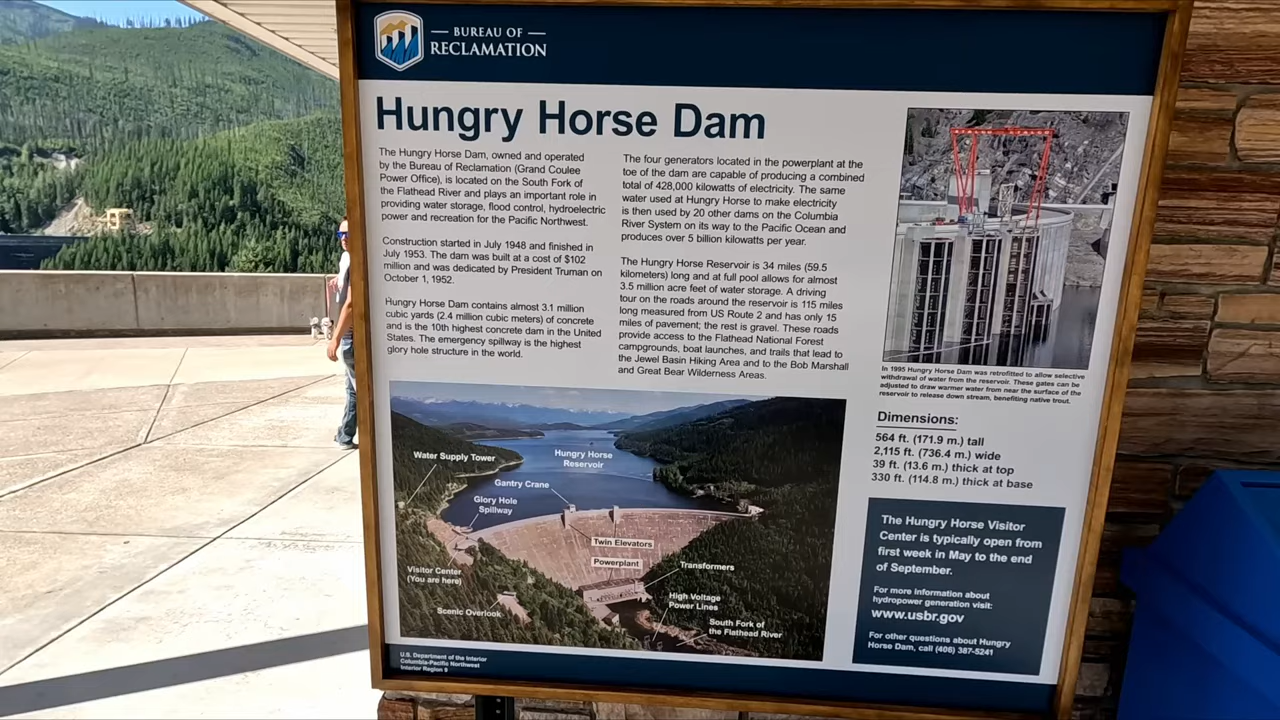 BUREAU OF
RECLAMATION
Hungry Horse Dam
The Hungry Horse Dam, owned and operated
by the Bureau of Reclamation (Grand Coulee
Power Office), is located on the South Fork of
the Flathead River and plays an important role in
providing water storage, flood control, hydroelectric
power and recreation for the Pacific Northwest.
Construction started in July 1948 and finished in
July 1953. The dam was built at a cost of $102
million and was dedicated by President Truman on
October 1, 1952.
Hungry Horse Dam contains almost 3.1 million
cubic yards (2.4 million cubic meters) of concrete
and is the 10th highest concrete dam in the United
States. The emergency spillway is the highest
glory hole structure in the world.
The four generators located in the powerplant at the
toe of the dam are capable of producing a combined
total of 428,000 kilowatts of electricity. The same
water used at Hungry Horse to make electricity
is then used by 20 other dams on the Columbia
River System on its way to the Pacific Ocean and
produces over 5 billion kilowatts per year.
The Hungry Horse Reservoir is 34 miles (59.5
kilometers) long and at full pool allows for almost
3.5 million acre feet of water storage. A driving
tour on the roads around the reservoir is 115 miles
long measured from US Route 2 and has only 15
miles of pavement; the rest is gravel. These roads
provide access to the Flathead National Forest
campgrounds, boat launches, and trails that lead to
the Jewel Basin Hiking Area and to the Bob Marshall
and Great Bear Wilderness Areas.
In 1995 Hungry Horse Dam was retrofitted to allow selective
withdrawal of water from the reservoir. These gates can be
adjusted to draw warmer water from near the surface of the
reservoir to release down stream, benefiting native trout.
Dimensions:
564 ft. (171.9 m.) tall
2,115 ft. (736.4 m.) wide
39 ft. (13.6 m.) thick at top
330 ft. (114.8 m.) thick at base
Water Supply Tower
Hungry Horse
Reservoir
Gantry Crane
Glory Hole
Spillway
Twin Elevators
Powerplant
Transformers
Visitor Center
(You are here)
High Voltage
Power Lines
Scenic Overlook
South Fork of
the Flathead River
The Hungry Horse Visitor
Center is typically open from
first week in May to the end
of September.
For more information about
hydropower generation visit:
www.usbr.gov
For other questions about Hungry
Horse Dam, call (406) 387-5241
U.S. Department of the Interior
Columbia-Pacific Northwest
Interior Region 9